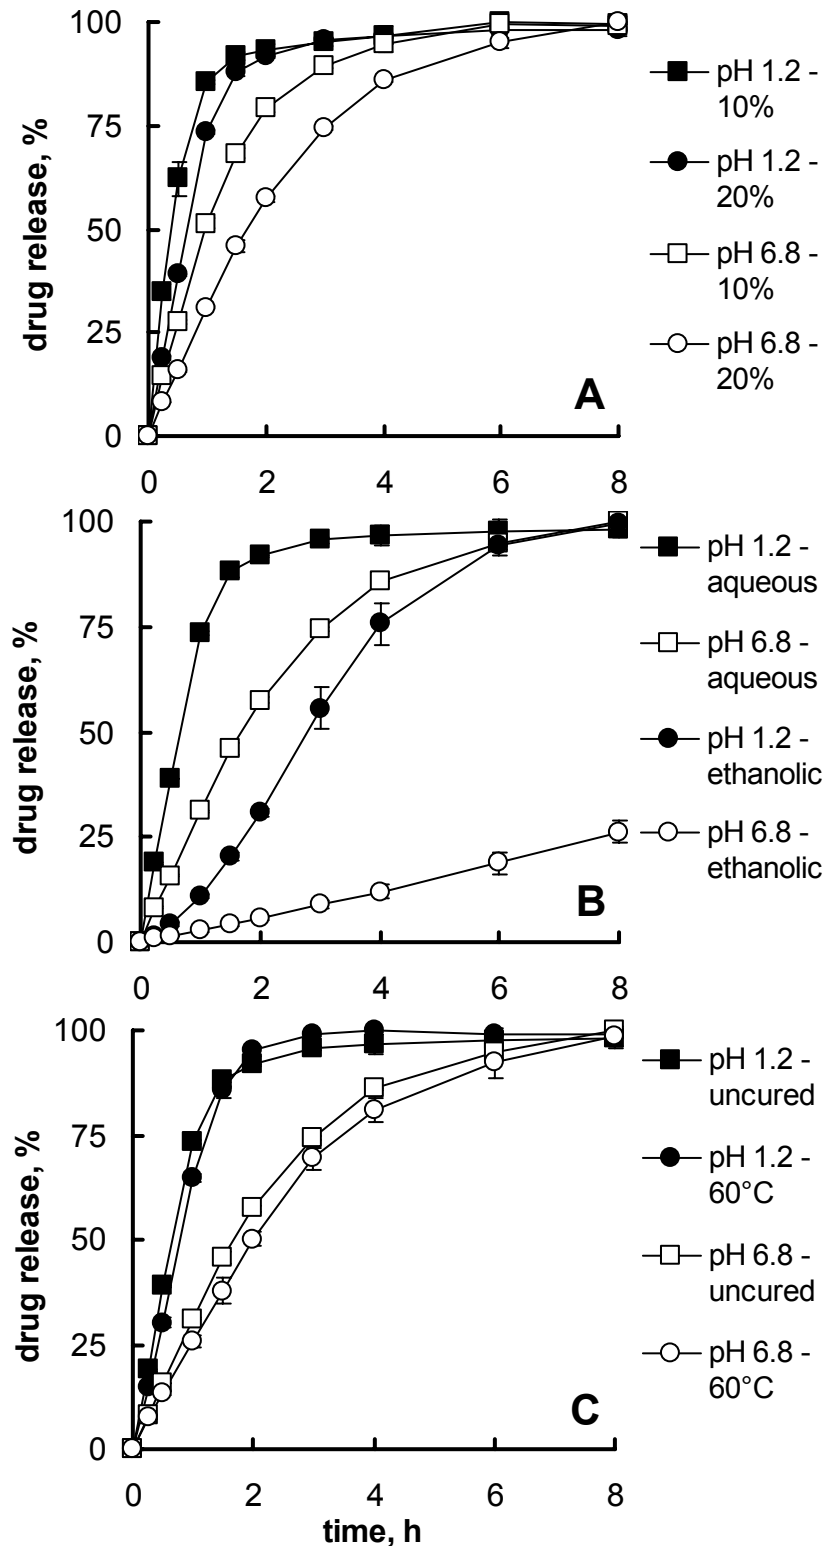 100
75
50
25
0
drug release, %
0 2 4 6 8
A
pH 1.2 -
10%
pH 1.2 -
20%
pH 6.8 -
10%
pH 6.8 -
20%
100
75
50
25
0
drug release, %
0 2 4 6 8
B
pH 1.2 -
aqueous
pH 6.8 -
aqueous
pH 1.2 -
ethanolic
pH 6.8 -
ethanolic
100
75
50
25
0
drug release, %
0 2 4 6 8
time, h
C
pH 1.2 -
uncured
pH 1.2 -
60°C
pH 6.8 -
uncured
pH 6.8 -
60°C